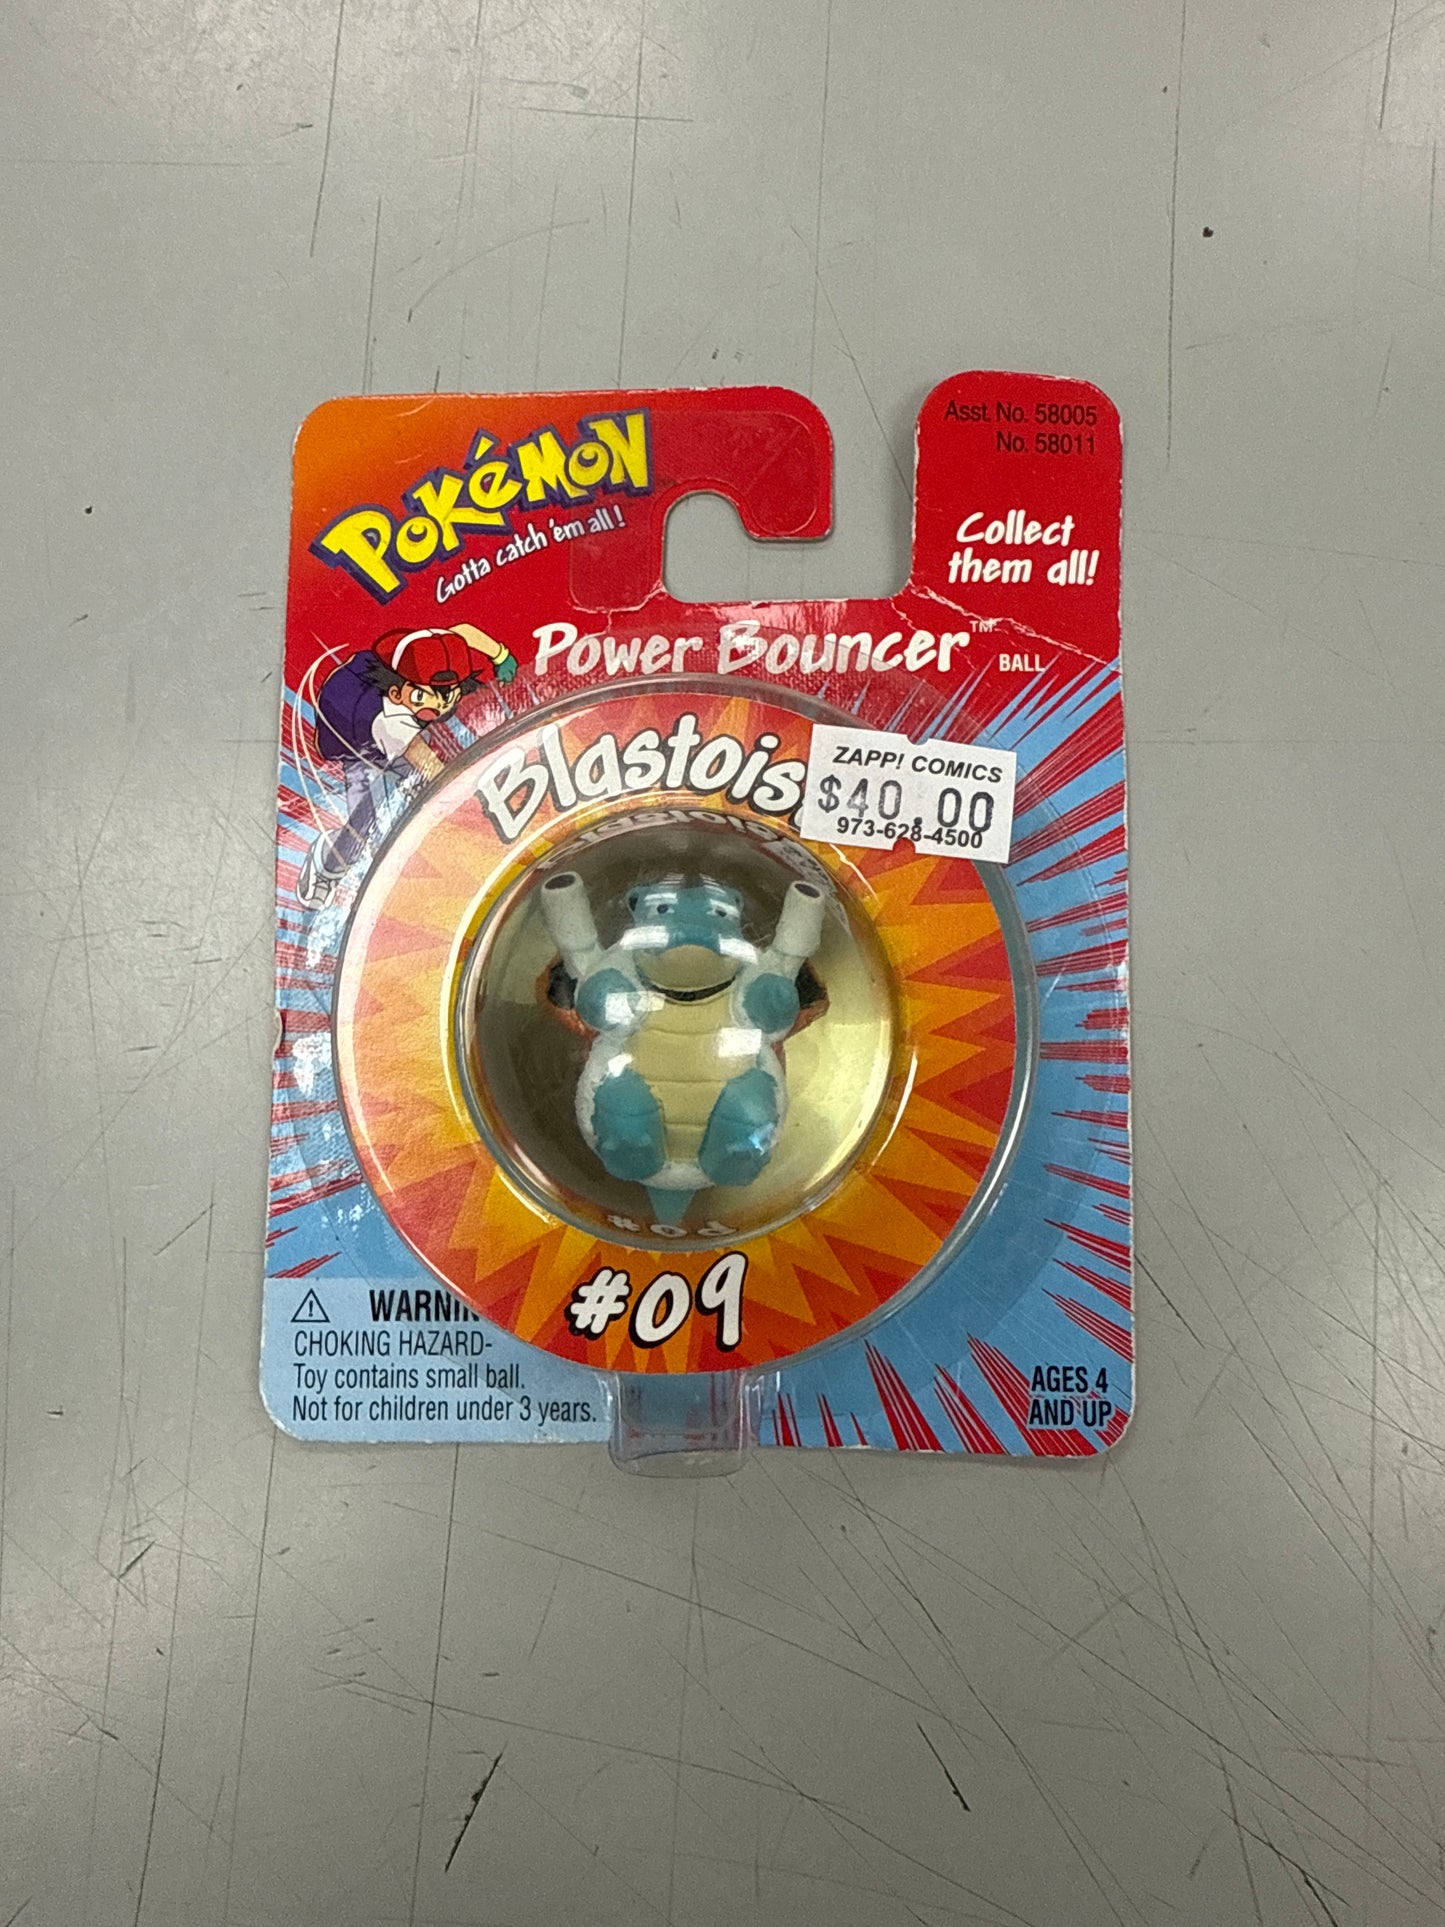 Asst No. 58005
No. 58011
POKéMON
Gotta catch 'em all!
Collect
them all!
Power Bouncer™ BALL
Blastois
ZAPP! COMICS
$40.00
973-628-4500
#09
WARNIN
CHOKING HAZARD-
Toy contains small ball.
Not for children under 3 years.
AGES 4
AND UP